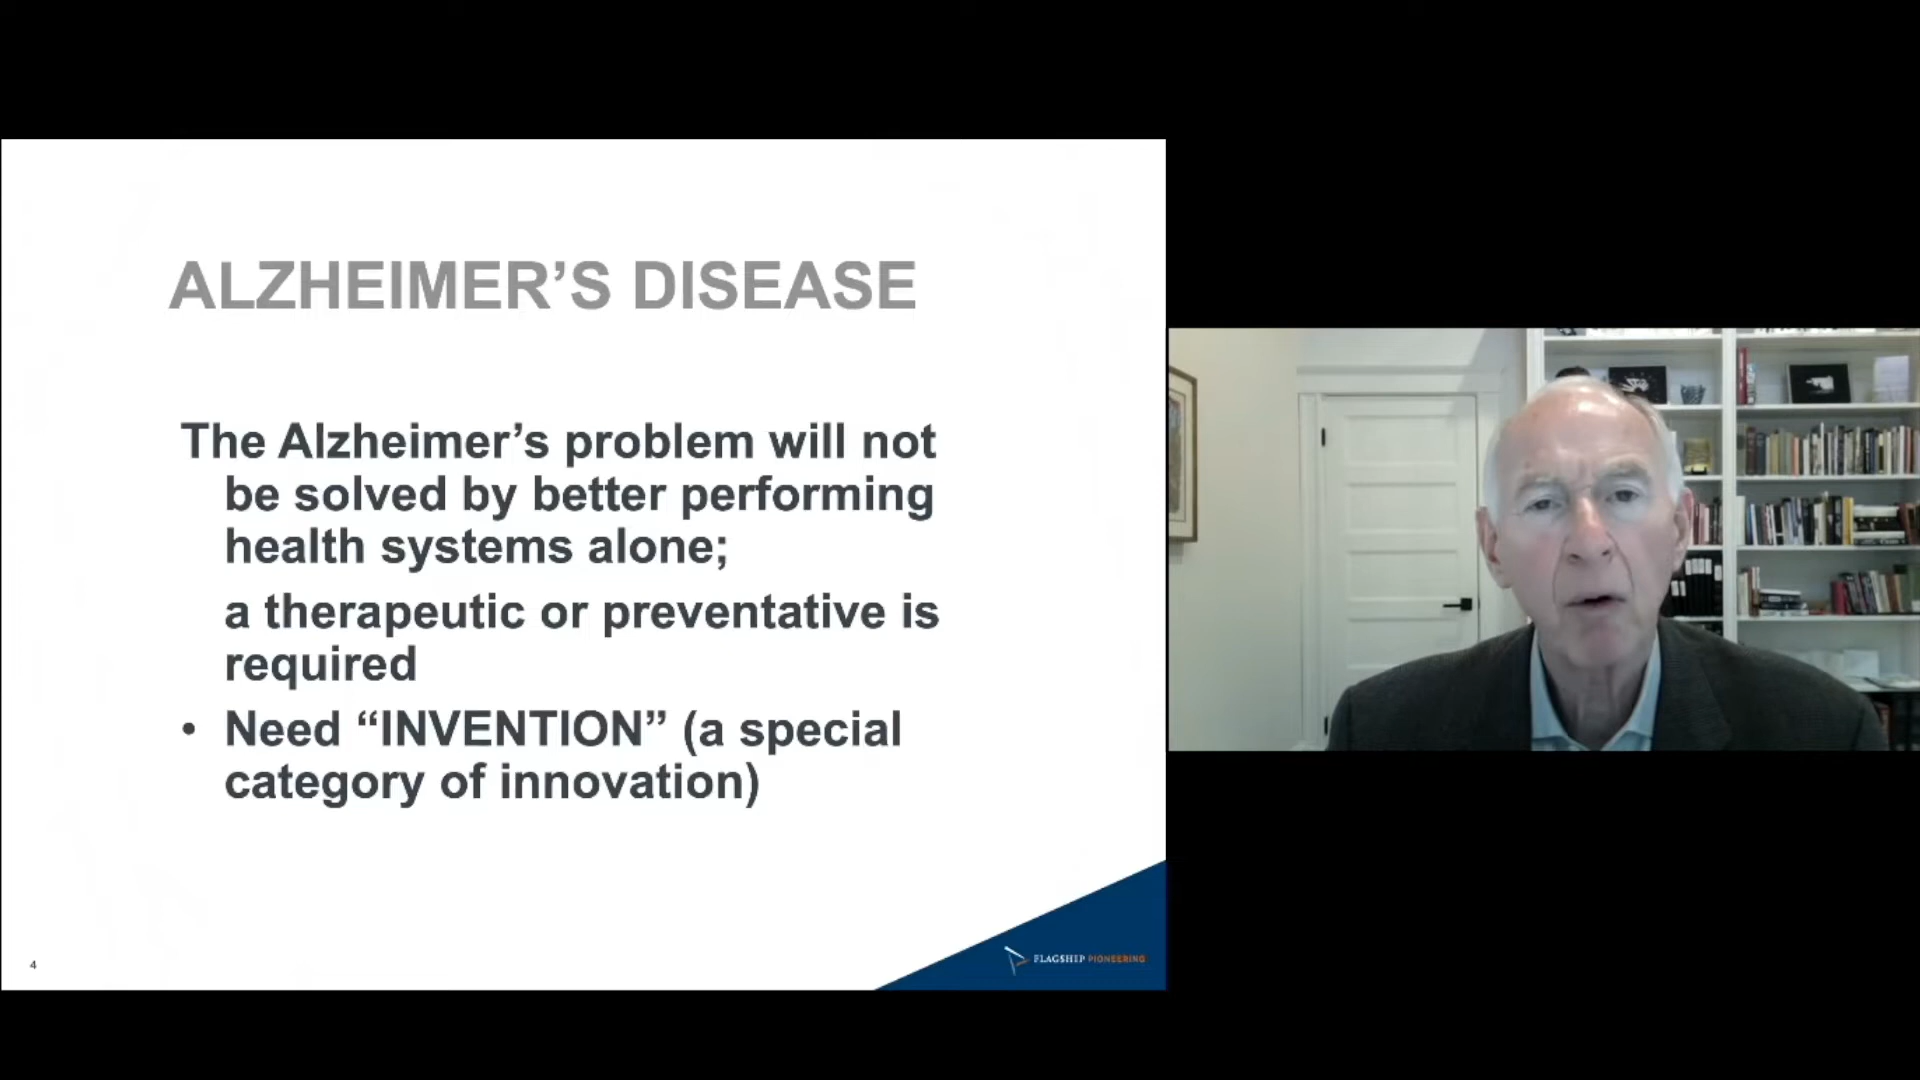 ALZHEIMER’S DISEASE
The Alzheimer’s problem will not
be solved by better performing
health systems alone;
a therapeutic or preventative is
required
• Need “INVENTION” (a special
category of innovation)
4
FLAGSHIP PIONEERING